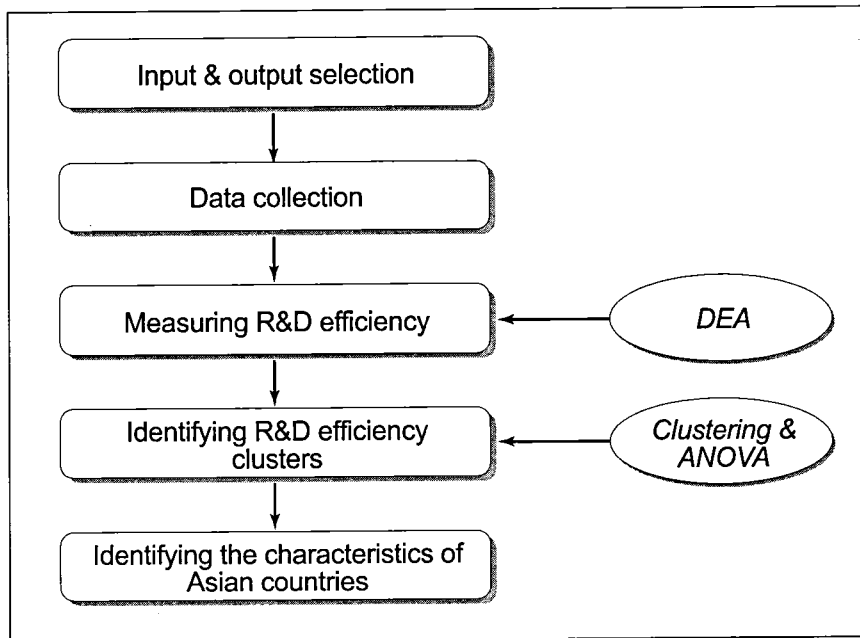 Input & output selection
Data collection
Measuring R&D efficiency
DEA
Identifying R&D efficiency
clusters
Clustering &
ANOVA
Identifying the characteristics of
Asian countries